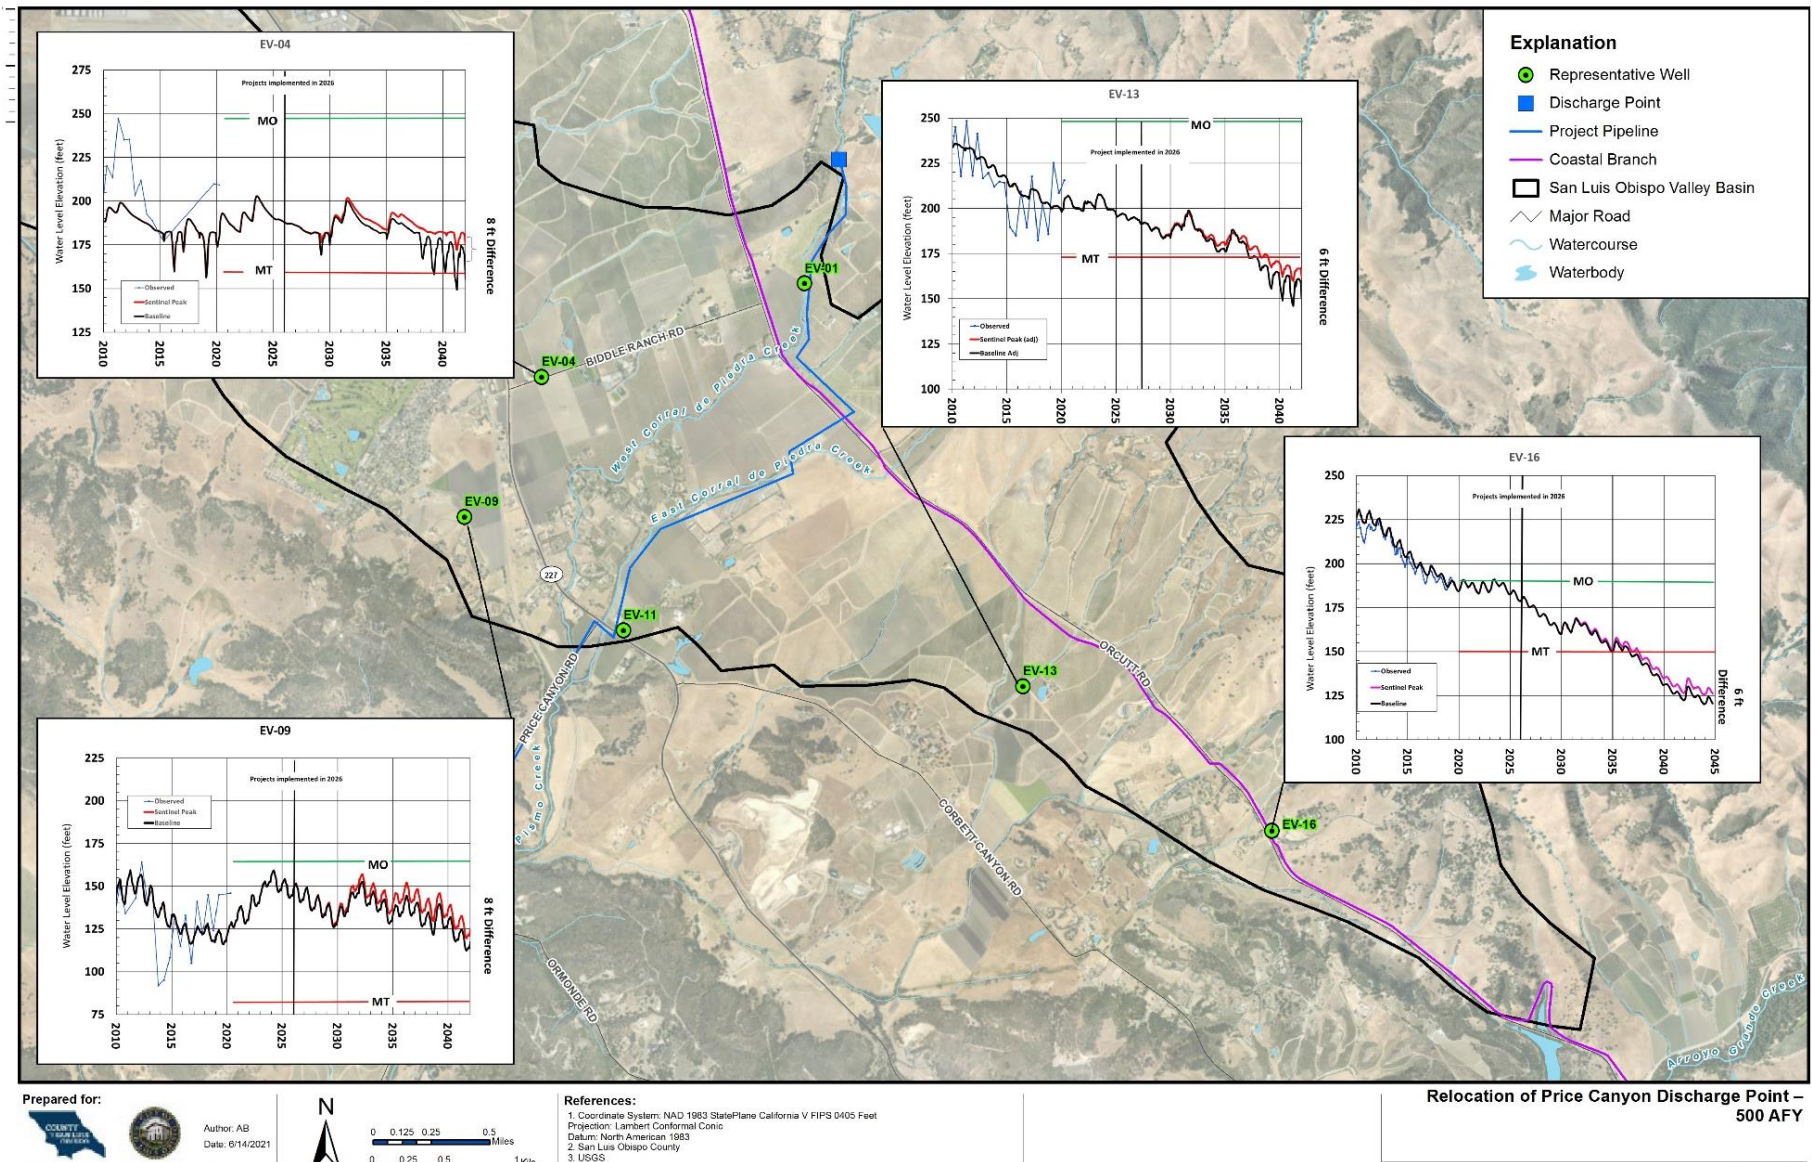 EV-04
275
250
225
200
175
150
125
Water Level Elevation (feet)
Projects implemented in 2026
MO
MT
Observed
Sentinel Peak
Baseline
2010
2015
2020
2025
2030
2035
2040
8 ft Difference
EV-13
250
225
200
175
150
125
100
Water Level Elevation (feet)
MO
Project implemented in 2026
MT
Observed
Sentinel Peak (adj)
Baseline Adj
2010
2015
2020
2025
2030
2035
2040
6 ft Difference
Explanation
Representative Well
Discharge Point
Project Pipeline
Coastal Branch
San Luis Obispo Valley Basin
Major Road
Watercourse
Waterbody
EV-01
EV-04
BIDDLE RANCH RD
West Corral de Piedra Creek
East Corral de Piedra Creek
EV-09
227
EV-11
EV-13
ORCUTT RD
PRICE CANYON RD
Pismo Creek
CORBETT CANYON RD
EV-16
ORMONDE RD
Arroyo Grande Creek
EV-16
250
225
200
175
150
125
100
Water Level Elevation (feet)
Projects implemented in 2026
MO
MT
Observed
Sentinel Peak
Baseline
2010
2015
2020
2025
2030
2035
2040
2045
6 ft
Difference
EV-09
225
200
175
150
125
100
75
Water Level Elevation (feet)
Projects implemented in 2026
Observed
Sentinel Peak
Baseline
MO
MT
2010
2015
2020
2025
2030
2035
2040
8 ft Difference
Prepared for:
COUNTY
Author: AB
Date: 6/14/2021
N
0 0.125 0.25 0.5
Miles
0 0.25 0.5 1
References:
1. Coordinate System: NAD 1983 StatePlane California V FIPS 0405 Feet
Projection: Lambert Conformal Conic
Datum: North American 1983
2. San Luis Obispo County
3. USGS
Relocation of Price Canyon Discharge Point –
500 AFY